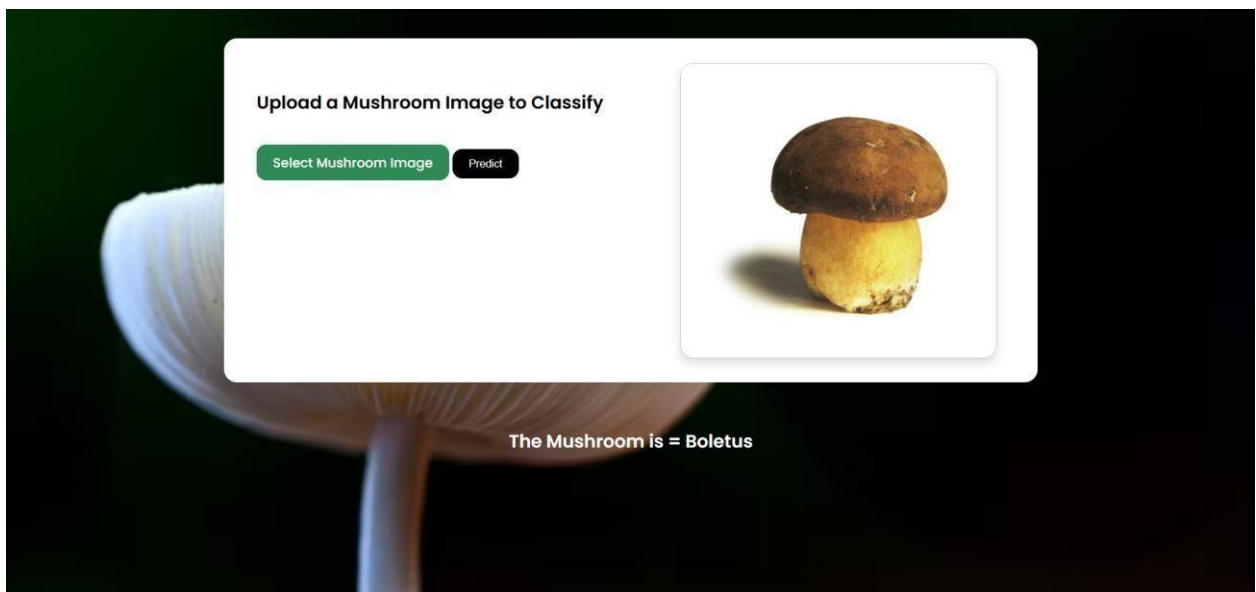 Upload a Mushroom Image to Classify
Select Mushroom Image Predict
The Mushroom is = Boletus